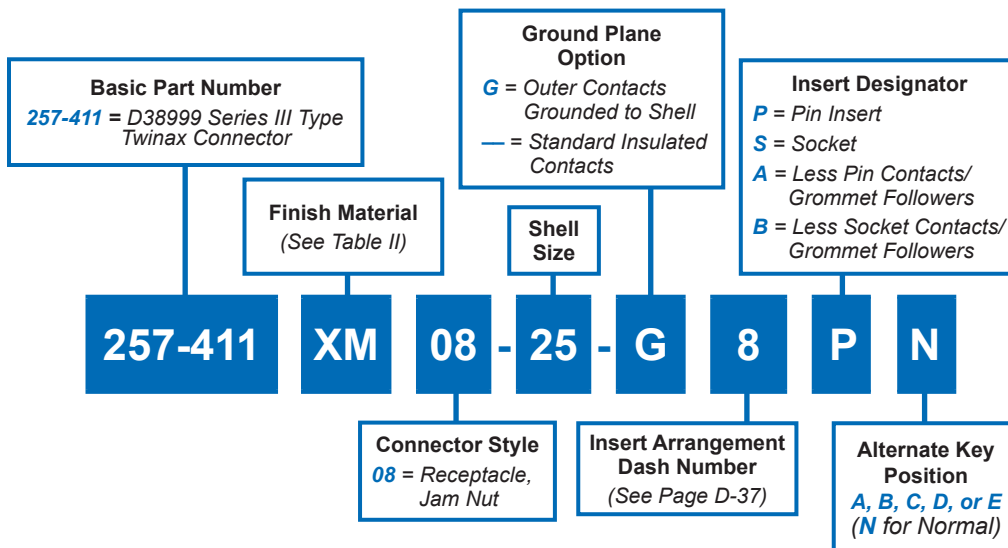 Basic Part Number
257-411 = D38999 Series III Type
Twinax Connector
Finish Material
(See Table II)
Ground Plane
Option
G = Outer Contacts
Grounded to Shell
— = Standard Insulated
Contacts
Shell
Size
Insert Designator
P = Pin Insert
S = Socket
A = Less Pin Contacts/
Grommet Followers
B = Less Socket Contacts/
Grommet Followers
257-411 XM 08 - 25 - G 8 P N
Connector Style
08 = Receptacle,
Jam Nut
Insert Arrangement
Dash Number
(See Page D-37)
Alternate Key
Position
A, B, C, D, or E
(N for Normal)